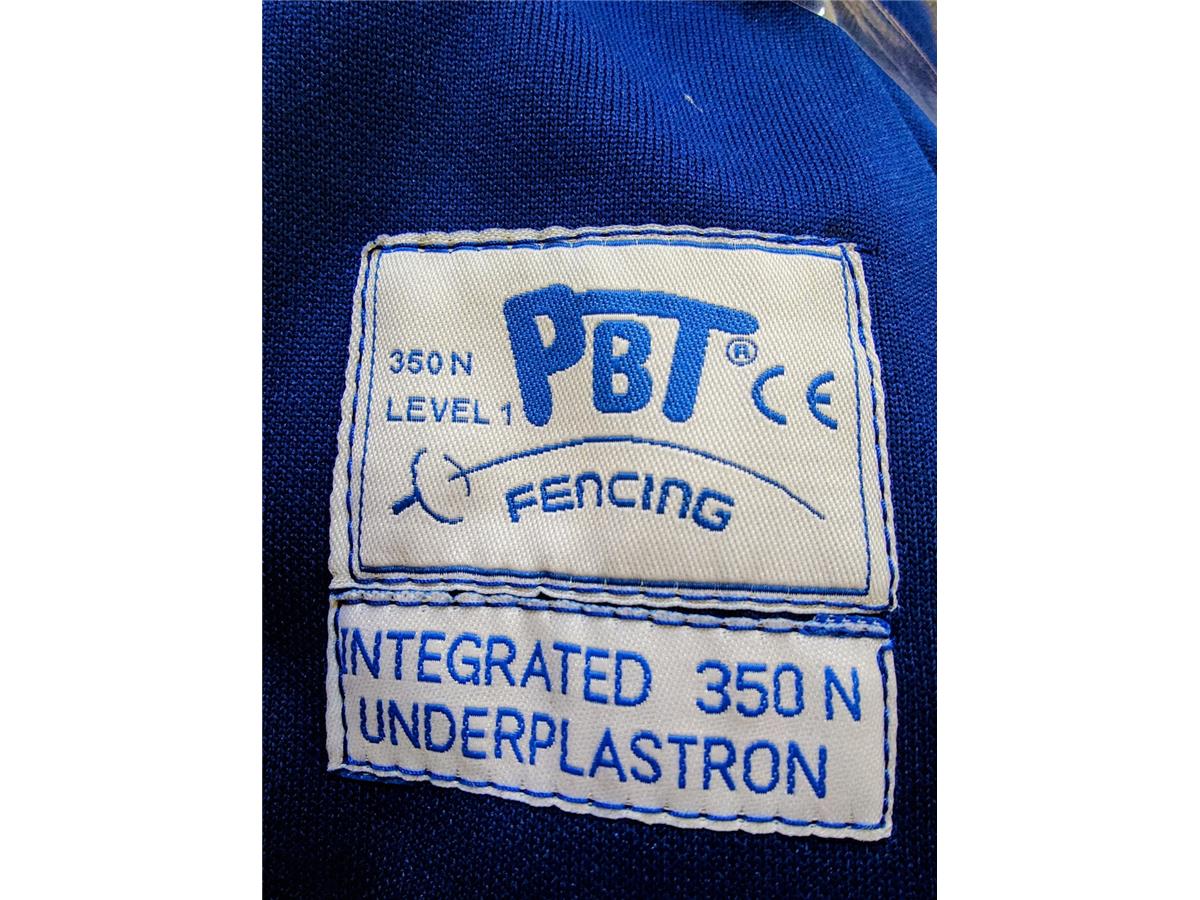 PBT® CE
350 N
LEVEL 1
FENCING
INTEGRATED 350 N
UNDERPLASTRON